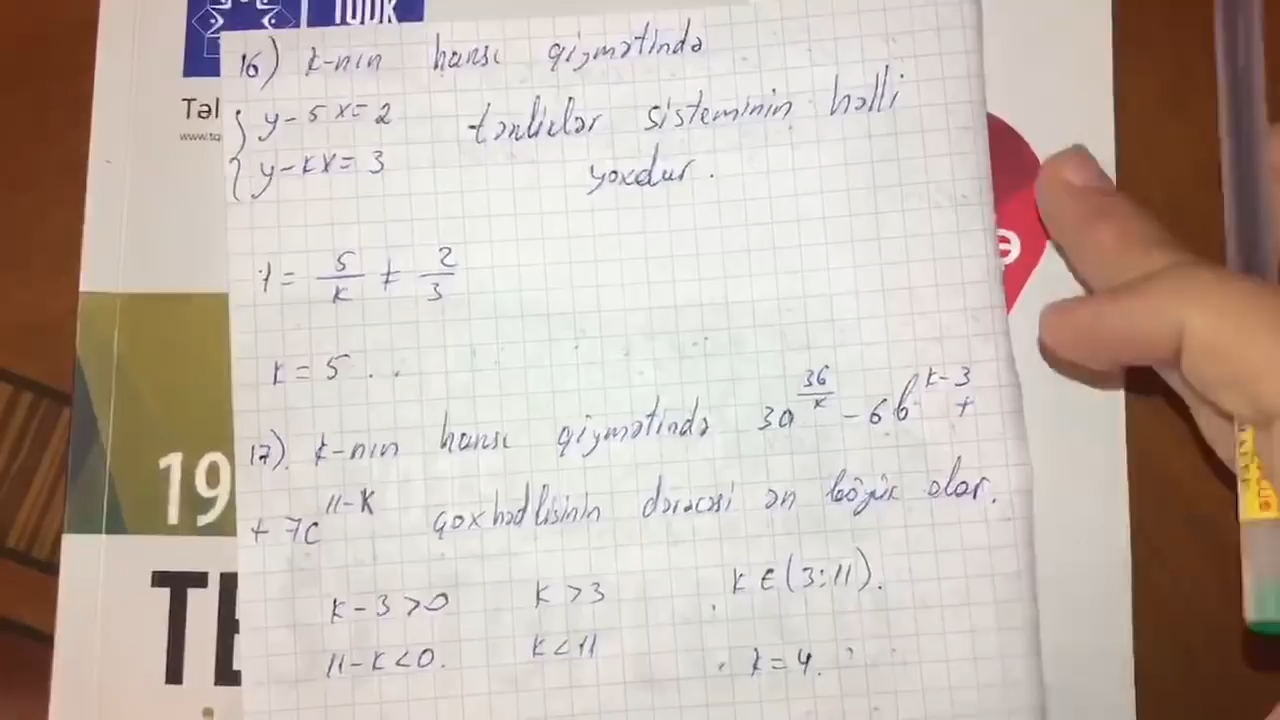 TQDK
Təl
16) k-nın hansı qiymətində
{ y-5x=2 tənliklər sisteminin həlli
{ y-kx=3 yoxdur.
1 = 5/k ≠ 2/3
k = 5 . .
17). k-nın hansı qiymətində 3a^(36/k) - 6b^(k-3) +
+ 7c^(11-k) çoxhədlisinin dərəcəsi ən böyük olar.
k-3>0 k>3 k∈(3;11).
11-k<0. k<11 k=4.
19
TE
ə